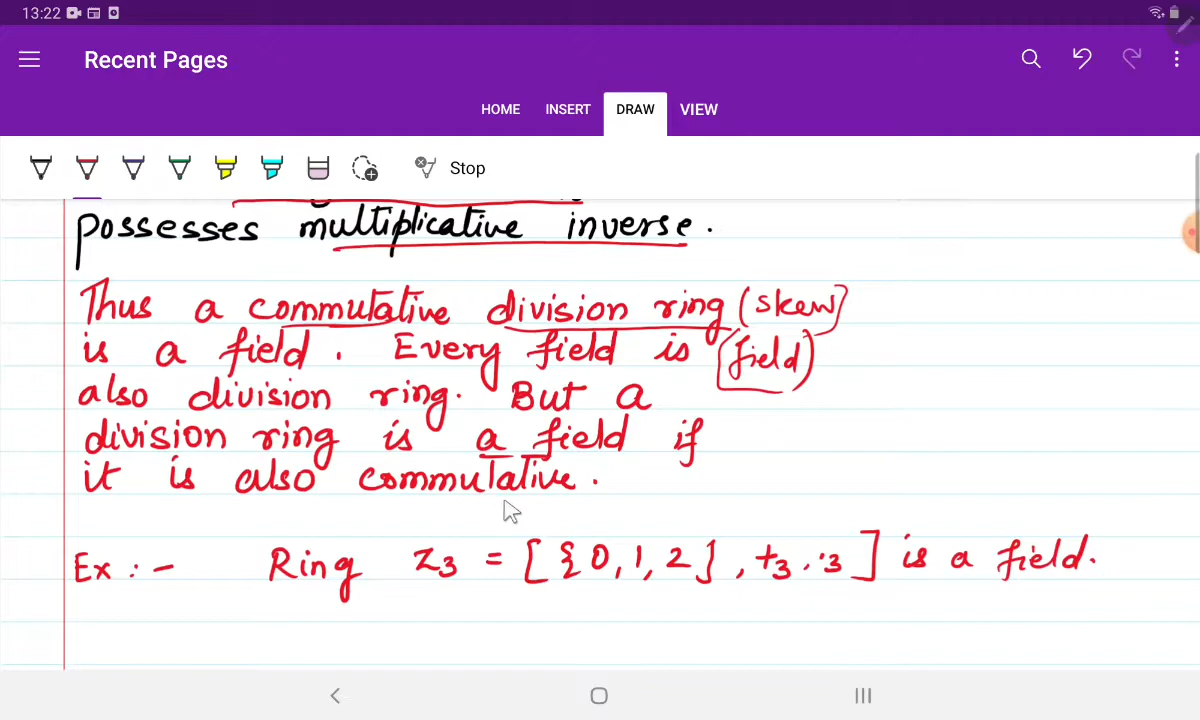 13:22
Recent Pages
HOME INSERT DRAW VIEW
Stop
possesses multiplicative inverse.
Thus a commutative division ring (skew
is a field. Every field is field)
also division ring. But a
division ring is a field if
it is also commutative.
Ex :- Ring Z3 = [{0,1,2}, +3, ·3] is a field.